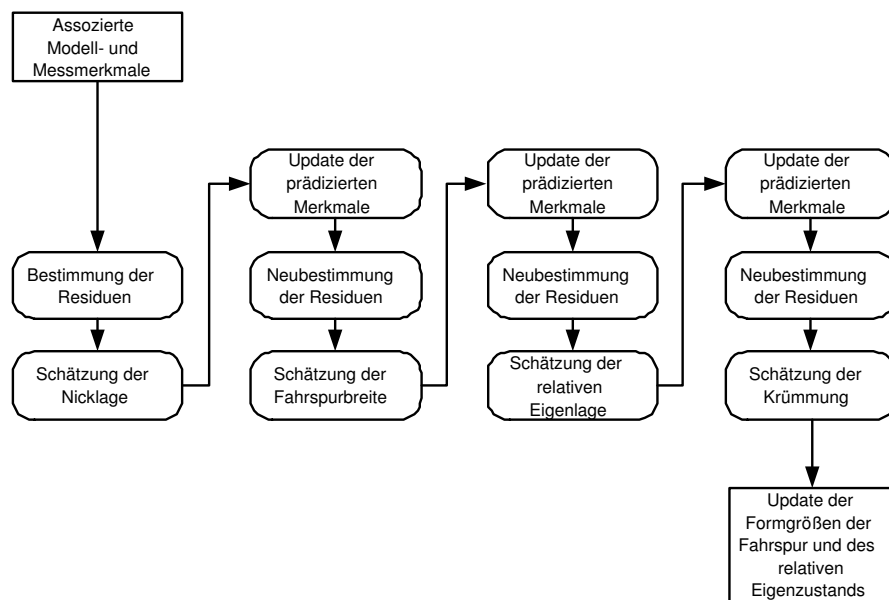 Assozierte
Modell- und
Messmerkmale
Bestimmung der
Residuen
Schätzung der
Nicklage
Update der
prädizierten
Merkmale
Neubestimmung
der Residuen
Schätzung der
Fahrspurbreite
Update der
prädizierten
Merkmale
Neubestimmung
der Residuen
Schätzung der
relativen
Eigenlage
Update der
prädizierten
Merkmale
Neubestimmung
der Residuen
Schätzung der
Krümmung
Update der
Formgrößen der
Fahrspur und des
relativen
Eigenzustands